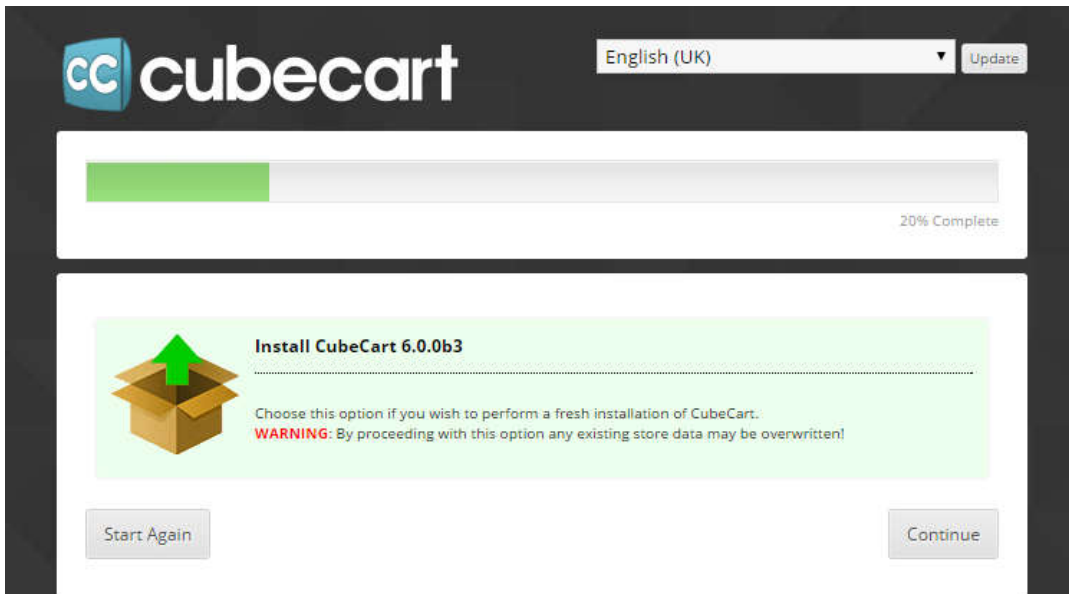 cc cubecart
English (UK)
Update
20% Complete
Install CubeCart 6.0.0b3
Choose this option if you wish to perform a fresh installation of CubeCart.
WARNING: By proceeding with this option any existing store data may be overwritten!
Start Again
Continue